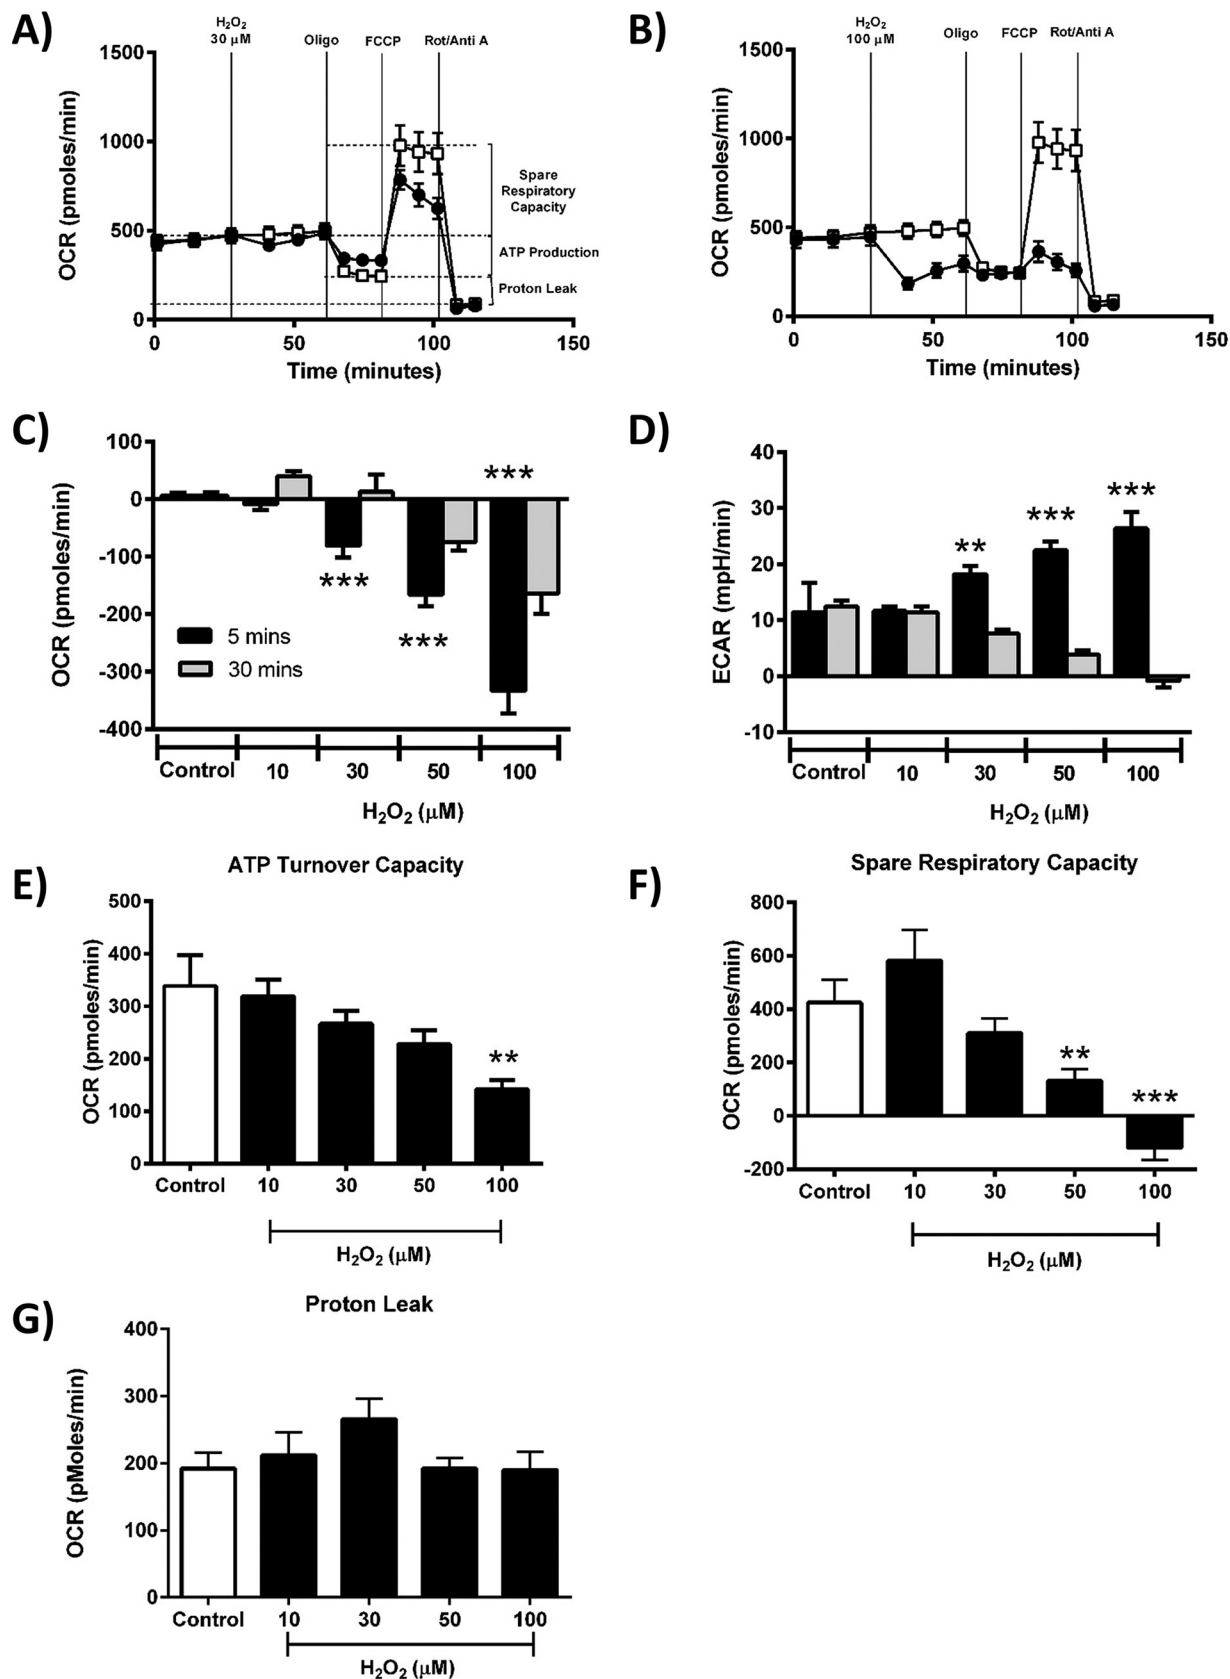 A)
H₂O₂
30 µM
Oligo
FCCP
Rot/Anti A
OCR (pmoles/min)
1500
1000
500
0
Spare
Respiratory
Capacity
ATP Production
Proton Leak
0 50 100 150
Time (minutes)
B)
H₂O₂
100 µM
Oligo
FCCP
Rot/Anti A
OCR (pmoles/min)
1500
1000
500
0
0 50 100 150
Time (minutes)
C)
OCR (pmoles/min)
100
0
-100
-200
-300
-400
***
***
***
5 mins
30 mins
Control 10 30 50 100
H₂O₂ (µM)
D)
ECAR (mpH/min)
40
30
20
10
0
-10
**
***
***
Control 10 30 50 100
H₂O₂ (µM)
E)
ATP Turnover Capacity
OCR (pmoles/min)
500
400
300
200
100
0
**
Control 10 30 50 100
H₂O₂ (µM)
F)
Spare Respiratory Capacity
OCR (pmoles/min)
800
600
400
200
0
-200
**
***
Control 10 30 50 100
H₂O₂ (µM)
G)
Proton Leak
OCR (pMoles/min)
400
300
200
100
0
Control 10 30 50 100
H₂O₂ (µM)